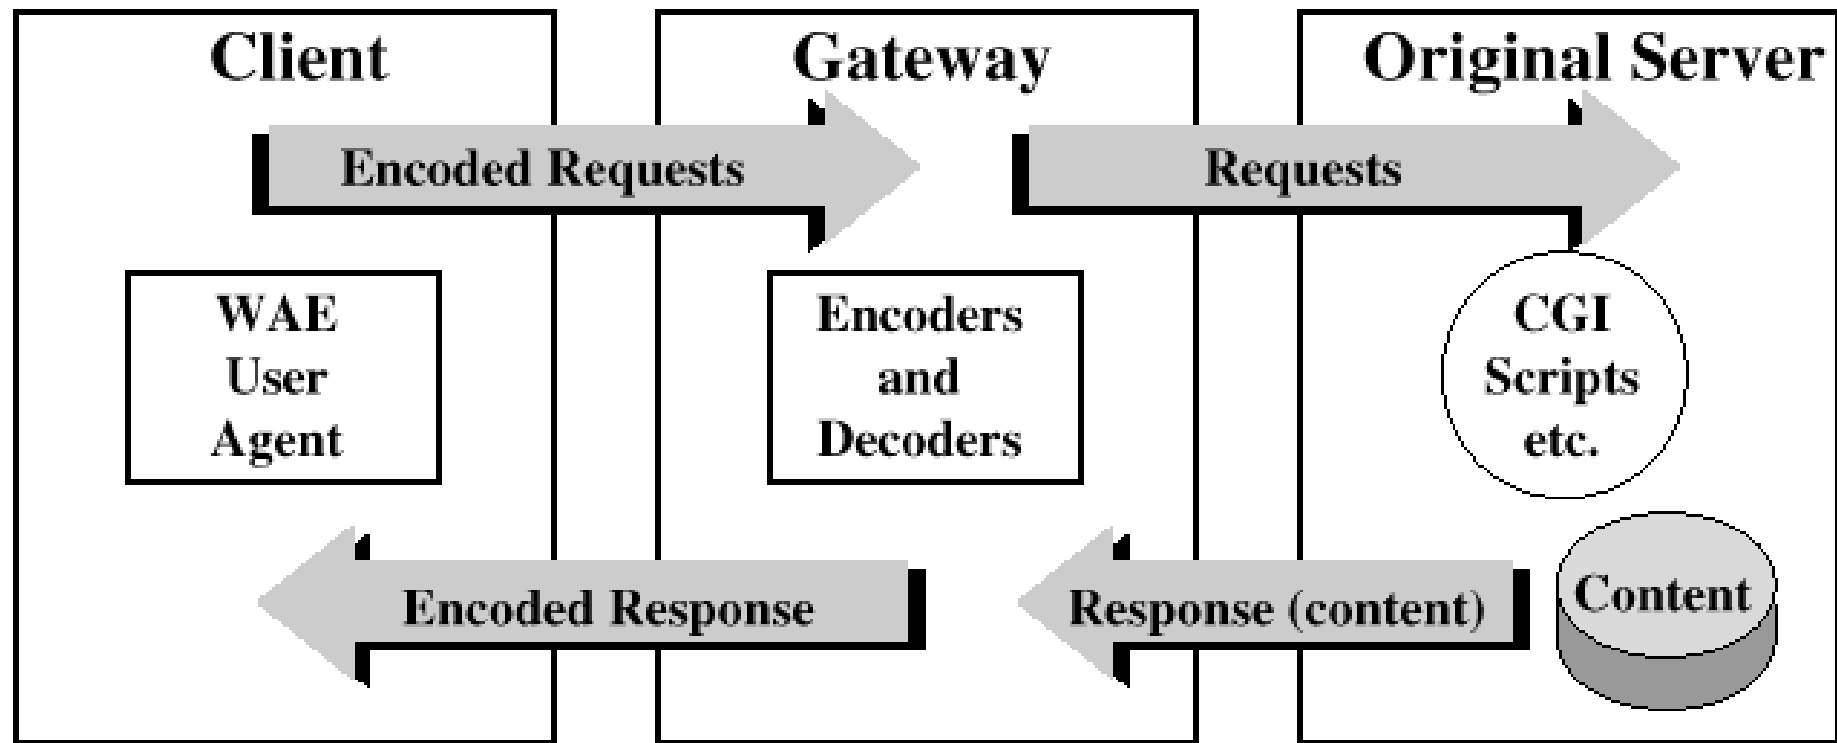 Client
Gateway
Original Server
Encoded Requests
Requests
WAE
User
Agent
Encoders
and
Decoders
CGI
Scripts
etc.
Encoded Response
Response (content)
Content